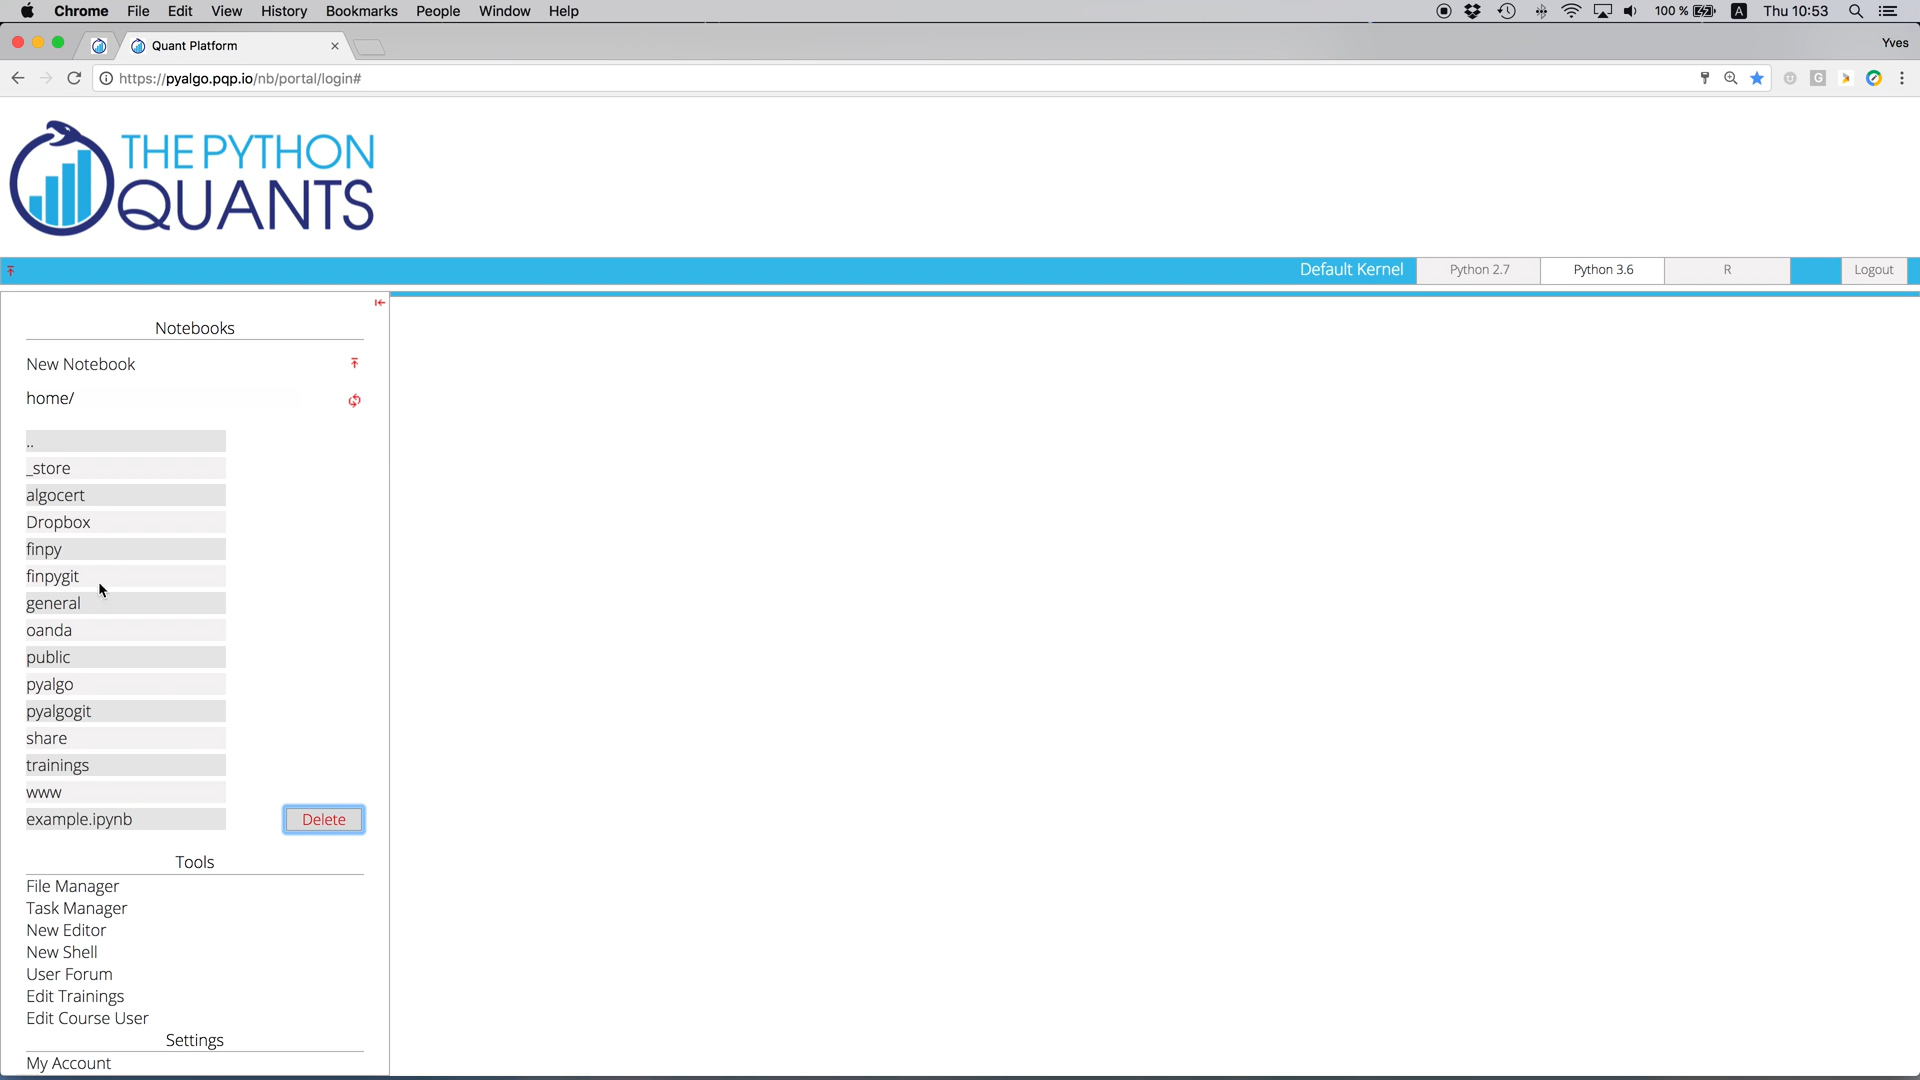 Chrome File Edit View History Bookmarks People Window Help 100 % A Thu 10:53
Quant Platform Yves
https://pyalgo.pqp.io/nb/portal/login# G
THE PYTHON
QUANTS
Default Kernel Python 2.7 Python 3.6 R Logout
Notebooks
New Notebook
home/
..
_store
algocert
Dropbox
finpy
finpygit
general
oanda
public
pyalgo
pyalgogit
share
trainings
www
example.ipynb Delete
Tools
File Manager
Task Manager
New Editor
New Shell
User Forum
Edit Trainings
Edit Course User
Settings
My Account